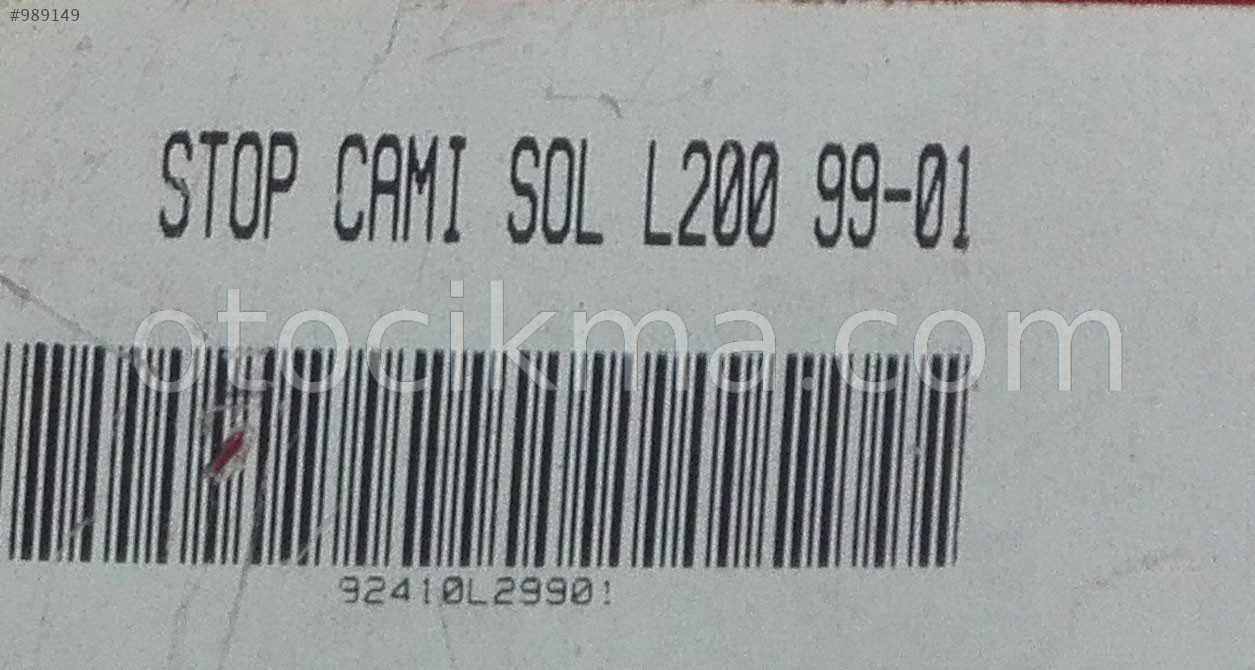 #989149
STOP CAMI SOL L200 99-01
otocikma.com
92410L29901